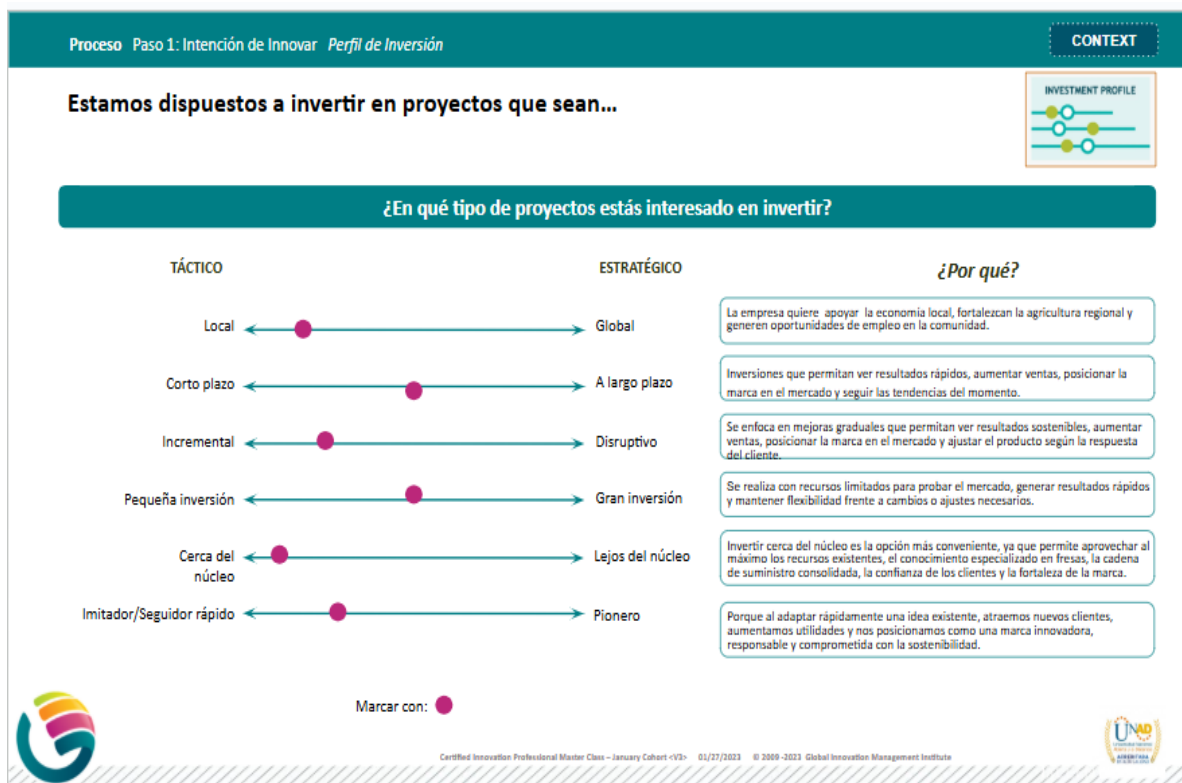 Proceso Paso 1: Intención de Innovar Perfil de Inversión
CONTEXT
Estamos dispuestos a invertir en proyectos que sean...
INVESTMENT PROFILE
¿En qué tipo de proyectos estás interesado en invertir?
TÁCTICO
ESTRATÉGICO
¿Por qué?
Local
Global
La empresa quiere apoyar la economía local, fortalezcan la agricultura regional y
generen oportunidades de empleo en la comunidad.
Corto plazo
A largo plazo
Inversiones que permitan ver resultados rápidos, aumentar ventas, posicionar la
marca en el mercado y seguir las tendencias del momento.
Incremental
Disruptivo
Se enfoca en mejoras graduales que permitan ver resultados sostenibles, aumentar
ventas, posicionar la marca en el mercado y ajustar el producto según la respuesta
del cliente.
Pequeña inversión
Gran inversión
Se realiza con recursos limitados para probar el mercado, generar resultados rápidos
y mantener flexibilidad frente a cambios o ajustes necesarios.
Cerca del
núcleo
Lejos del núcleo
Invertir cerca del núcleo es la opción más conveniente, ya que permite aprovechar al
máximo los recursos existentes, el conocimiento especializado en fresas, la cadena
de suministro consolidada, la confianza de los clientes y la fortaleza de la marca.
Imitador/Seguidor rápido
Pionero
Porque al adaptar rápidamente una idea existente, atraemos nuevos clientes,
aumentamos utilidades y nos posicionamos como una marca innovadora,
responsable y comprometida con la sostenibilidad.
Marcar con:
Certified Innovation Professional Master Class – January Cohort <V3> 01/27/2023 © 2009 -2023 Global Innovation Management Institute
UNAD